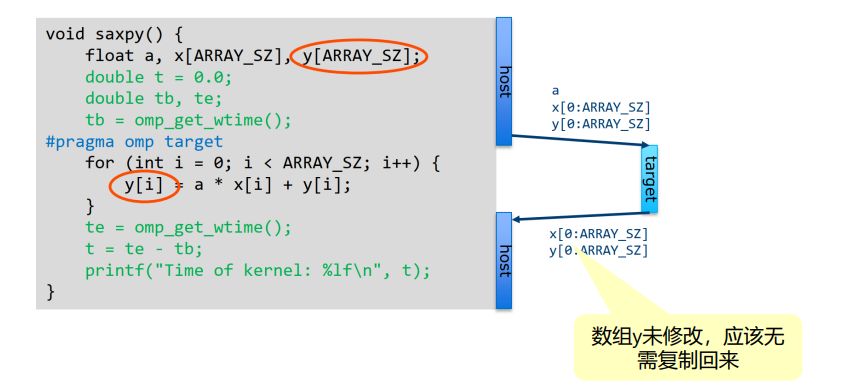 void saxpy() {
float a, x[ARRAY_SZ], y[ARRAY_SZ];
double t = 0.0;
double tb, te;
tb = omp_get_wtime();
#pragma omp target
for (int i = 0; i < ARRAY_SZ; i++) {
y[i] = a * x[i] + y[i];
}
te = omp_get_wtime();
t = te - tb;
printf("Time of kernel: %lf\n", t);
}
host
a
x[0:ARRAY_SZ]
y[0:ARRAY_SZ]
target
host
x[0:ARRAY_SZ]
y[0:ARRAY_SZ]
数组y未修改，应该无
需复制回来